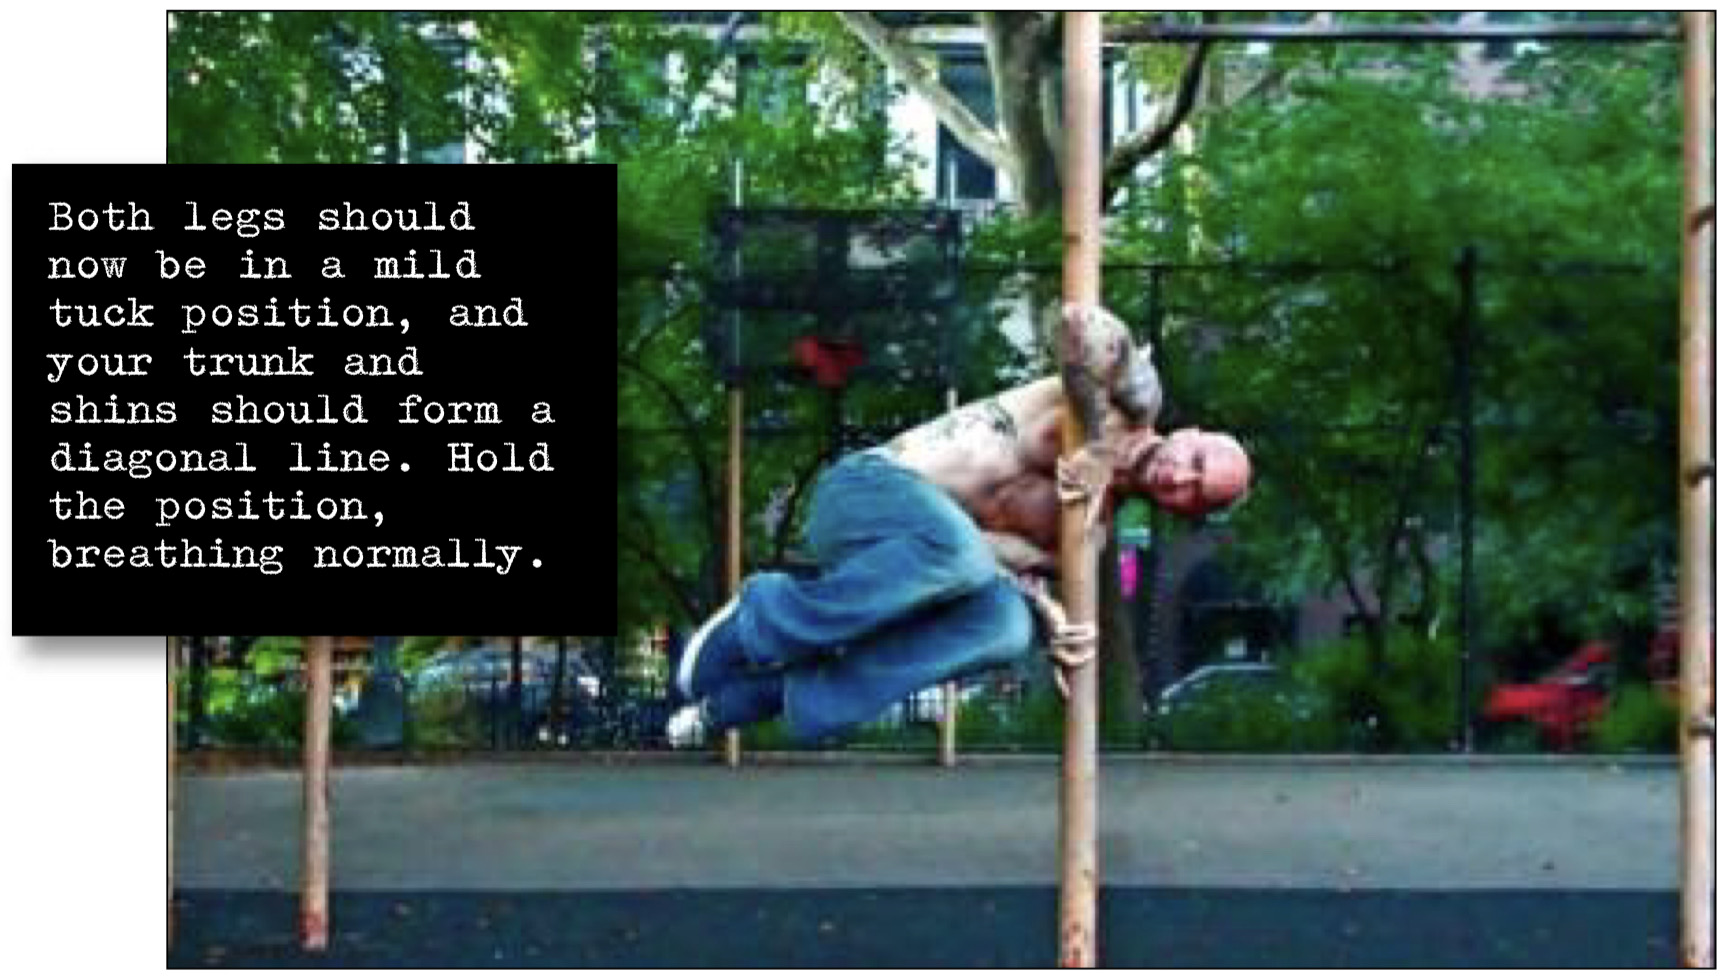 Both legs should
now be in a mild
tuck position, and
your trunk and
shins should form a
diagonal line. Hold
the position,
breathing normally.